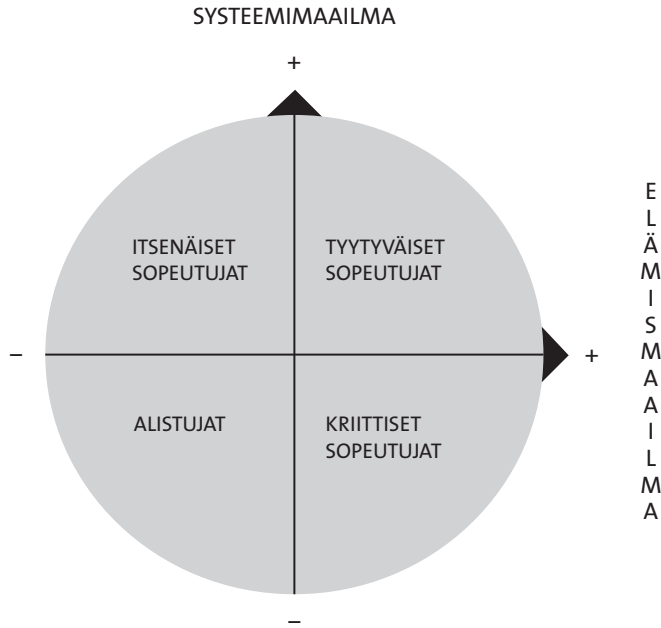 SYSTEEMIMAAILMA
+
ITSENÄISET
SOPEUTUJAT
TYYTYVÄISET
SOPEUTUJAT
–
+
ALISTUJAT
KRIITTISET
SOPEUTUJAT
–
E
L
Ä
M
I
S
M
A
A
I
L
M
A